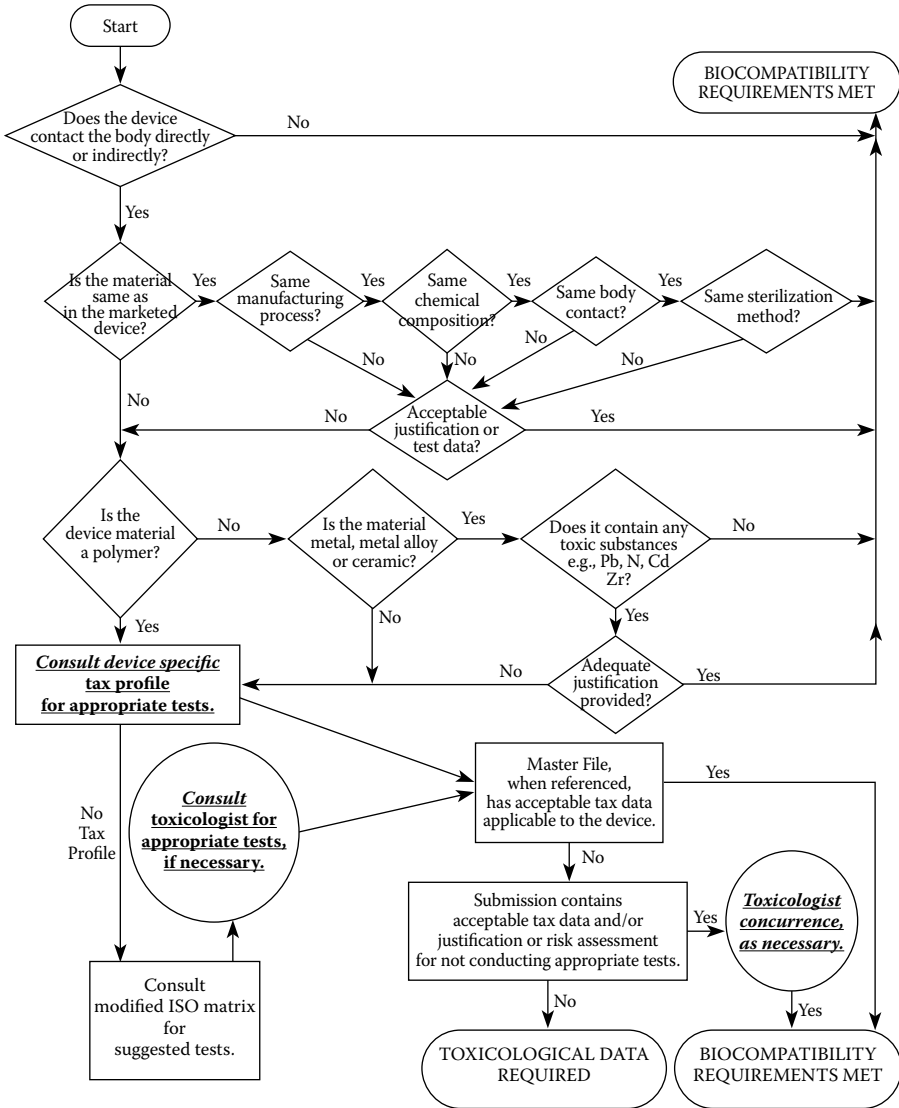 Start
BIOCOMPATIBILITY
REQUIREMENTS MET
Does the device
contact the body directly
or indirectly?
No
Yes
Is the material
same as
in the marketed
device?
Yes
Same
manufacturing
process?
Yes
Same
chemical
composition?
Yes
Same body
contact?
Yes
Same sterilization
method?
No
No
No
No
No
No
Acceptable
justification or
test data?
Yes
Is the
device material
a polymer?
No
Is the material
metal, metal alloy
or ceramic?
Yes
Does it contain any
toxic substances
e.g., Pb, N, Cd
Zr?
No
Yes
No
Yes
Consult device specific
tax profile
for appropriate tests.
No
Adequate
justification
provided?
Yes
No
Tax
Profile
Consult
toxicologist for
appropriate tests,
if necessary.
Master File,
when referenced,
has acceptable tax data
applicable to the device.
Yes
No
Submission contains
acceptable tax data and/or
justification or risk assessment
for not conducting appropriate tests.
Yes
Toxicologist
concurrence,
as necessary.
Consult
modified ISO matrix
for
suggested tests.
No
Yes
TOXICOLOGICAL DATA
REQUIRED
BIOCOMPATIBILITY
REQUIREMENTS MET